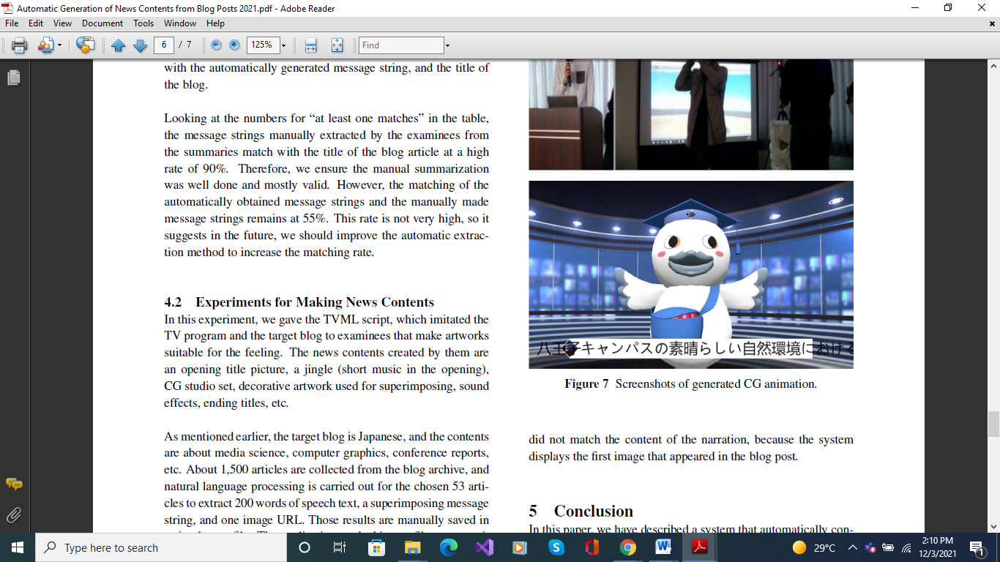 Automatic Generation of News Contents from Blog Posts 2021.pdf - Adobe Reader
File Edit View Document Tools Window Help
6 / 7 125% Find
with the automatically generated message string, and the title of
the blog.
Looking at the numbers for “at least one matches” in the table,
the message strings manually extracted by the examinees from
the summaries match with the title of the blog article at a high
rate of 90%. Therefore, we ensure the manual summarization
was well done and mostly valid. However, the matching of the
automatically obtained message strings and the manually made
message strings remains at 55%. This rate is not very high, so it
suggests in the future, we should improve the automatic extrac-
tion method to increase the matching rate.
4.2 Experiments for Making News Contents
In this experiment, we gave the TVML script, which imitated the
TV program and the target blog to examinees that make artworks
suitable for the feeling. The news contents created by them are
an opening title picture, a jingle (short music in the opening),
CG studio set, decorative artwork used for superimposing, sound
effects, ending titles, etc.
As mentioned earlier, the target blog is Japanese, and the contents
are about media science, computer graphics, conference reports,
etc. About 1,500 articles are collected from the blog archive, and
natural language processing is carried out for the chosen 53 arti-
cles to extract 200 words of speech text, a superimposing message
string, and one image URL. Those results are manually saved in
八王子キャンパスの素晴らしい自然環境における
Figure 7 Screenshots of generated CG animation.
did not match the content of the narration, because the system
displays the first image that appeared in the blog post.
5 Conclusion
In this paper, we have described a system that automatically con-
Type here to search
29°C
2:10 PM
12/3/2021
1